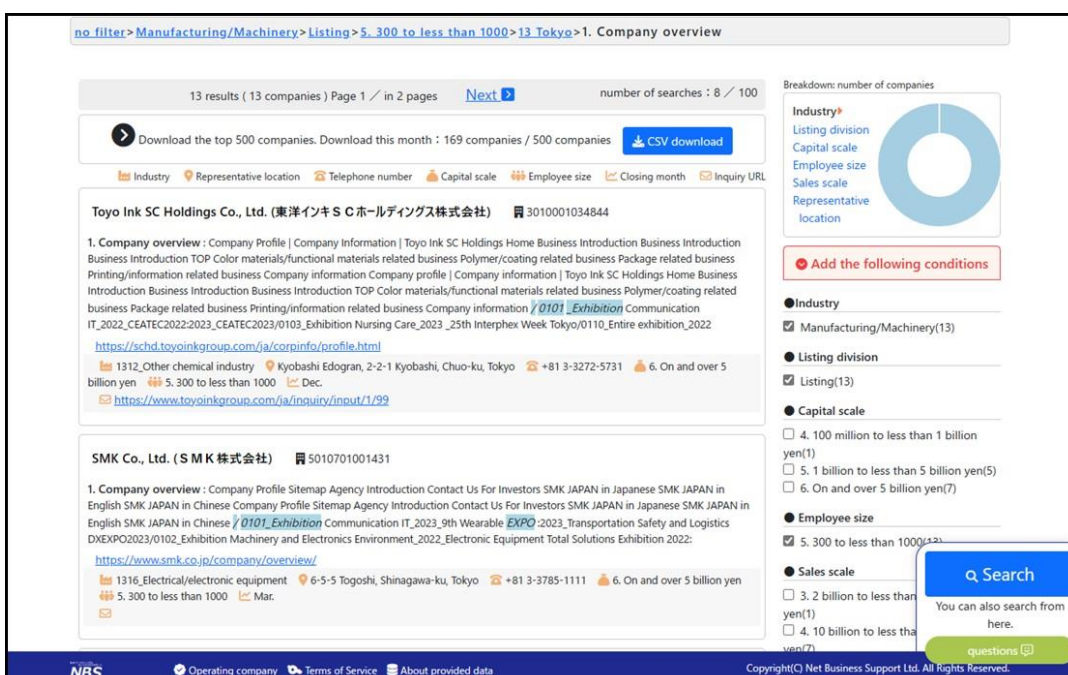 no filter>Manufacturing/Machinery>Listing>5. 300 to less than 1000>13 Tokyo>1. Company overview
13 results ( 13 companies ) Page 1 ／ in 2 pages Next number of searches：8 ／ 100
Download the top 500 companies. Download this month：169 companies / 500 companies CSV download
Industry Representative location Telephone number Capital scale Employee size Closing month Inquiry URL
Toyo Ink SC Holdings Co., Ltd. (東洋インキＳＣホールディングス株式会社) 3010001034844
1. Company overview : Company Profile | Company Information | Toyo Ink SC Holdings Home Business Introduction Business Introduction
Business Introduction TOP Color materials/functional materials related business Polymer/coating related business Package related business
Printing/information related business Company information Company profile | Company information | Toyo Ink SC Holdings Home Business
Introduction Business Introduction Business Introduction TOP Color materials/functional materials related business Polymer/coating related
business Package related business Printing/information related business Company information / 0101 _Exhibition Communication
IT_2022_CEATEC2022:2023_CEATEC2023/0103_Exhibition Nursing Care_2023 _25th Interphex Week Tokyo/0110_Entire exhibition_2022
https://schd.toyoinkgroup.com/ja/corpinfo/profile.html
1312_Other chemical industry Kyobashi Edogran, 2-2-1 Kyobashi, Chuo-ku, Tokyo +81 3-3272-5731 6. On and over 5
billion yen 5. 300 to less than 1000 Dec.
https://www.toyoinkgroup.com/ja/inquiry/input/1/99
SMK Co., Ltd. (ＳＭＫ株式会社) 5010701001431
1. Company overview : Company Profile Sitemap Agency Introduction Contact Us For Investors SMK JAPAN in Japanese SMK JAPAN in
English SMK JAPAN in Chinese Company Profile Sitemap Agency Introduction Contact Us For Investors SMK JAPAN in Japanese SMK JAPAN in
English SMK JAPAN in Chinese / 0101_Exhibition Communication IT_2023_9th Wearable EXPO :2023_Transportation Safety and Logistics
DXEXPO2023/0102_Exhibition Machinery and Electronics Environment_2022_Electronic Equipment Total Solutions Exhibition 2022:
https://www.smk.co.jp/company/overview/
1316_Electrical/electronic equipment 6-5-5 Togoshi, Shinagawa-ku, Tokyo +81 3-3785-1111 6. On and over 5 billion yen
5. 300 to less than 1000 Mar.
Breakdown: number of companies
Industry
Listing division
Capital scale
Employee size
Sales scale
Representative
location
Add the following conditions
●Industry
Manufacturing/Machinery(13)
● Listing division
Listing(13)
● Capital scale
4. 100 million to less than 1 billion
yen(1)
5. 1 billion to less than 5 billion yen(5)
6. On and over 5 billion yen(7)
● Employee size
5. 300 to less than 1000(13)
● Sales scale
3. 2 billion to less than
yen(1)
4. 10 billion to less tha
yen(7)
Search
You can also search from
here.
questions
NBS Operating company Terms of Service About provided data Copyright(C) Net Business Support Ltd. All Rights Reserved.